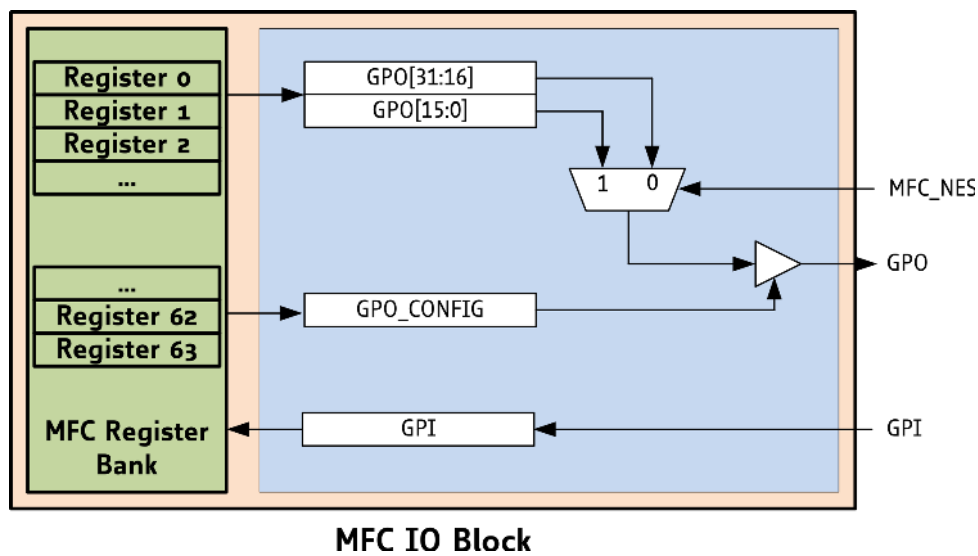 Register 0
Register 1
Register 2
...
...
Register 62
Register 63
MFC Register
Bank
GPO[31:16]
GPO[15:0]
1 0
MFC_NES
GPO
GPO_CONFIG
GPI
GPI
MFC IO Block